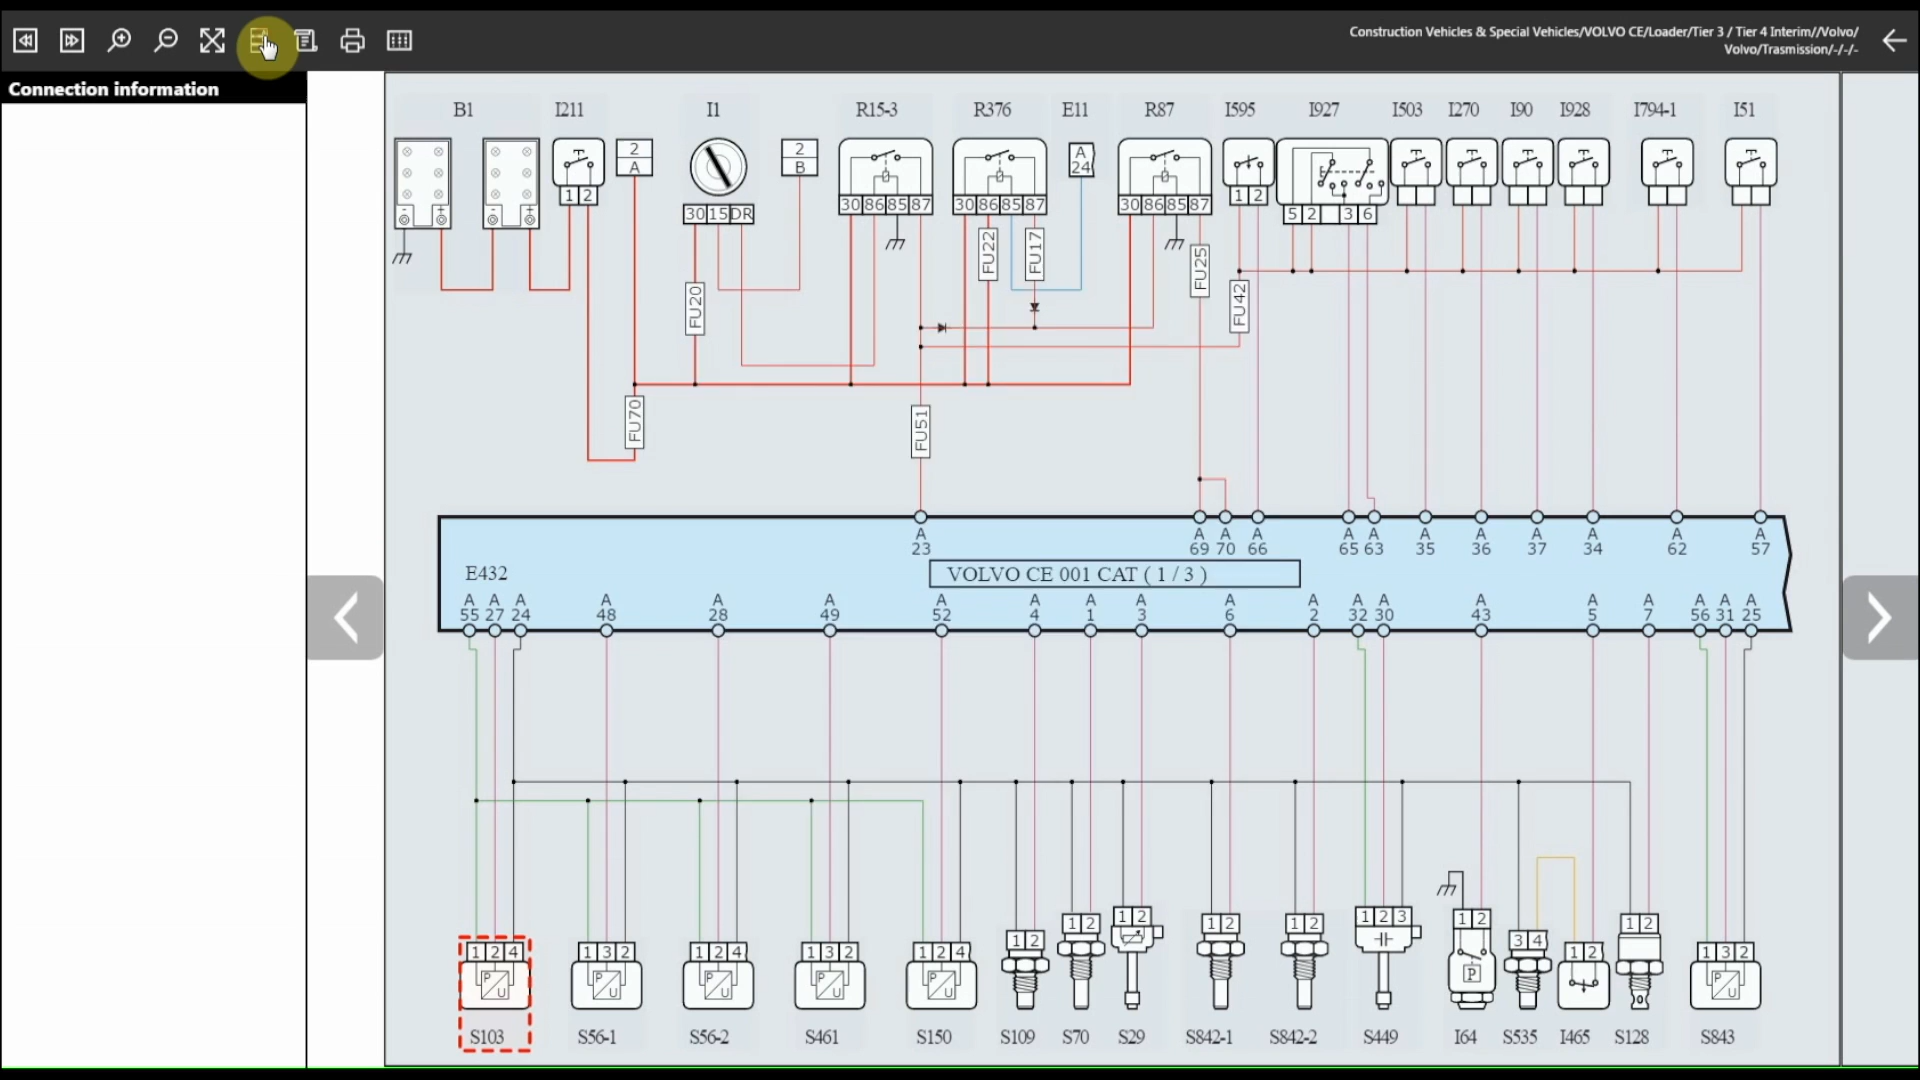 Construction Vehicles & Special Vehicles/VOLVO CE/Loader/Tier 3 / Tier 4 Interim//Volvo/
Volvo/Trasmission/-/-/-
Connection information
B1 I211 I1 R15-3 R376 E11 R87 I595 I927 I503 I270 I90 I928 I794-1 I51
2 2 A
A B 24
1 2 1 2
30 15 DR 30 86 85 87 30 86 85 87 30 86 85 87 5 2 3 6
FU22 FU17 FU25
FU20 FU42
FU70 FU51
A A A A A A A A A A A A
23 69 70 66 65 63 35 36 37 34 62 57
E432 VOLVO CE 001 CAT ( 1 / 3 )
A A A A A A A A A A A A A A A A A A A
55 27 24 48 28 49 52 4 1 3 6 2 32 30 43 5 7 56 31 25
1 2 4 1 3 2 1 2 4 1 3 2 1 2 4 1 2 1 2 1 2 1 2 1 2 1 2 3 1 2 3 4 1 2 1 2 1 3 2
P U P U P U P U P U P P U
S103 S56-1 S56-2 S461 S150 S109 S70 S29 S842-1 S842-2 S449 I64 S535 I465 S128 S843